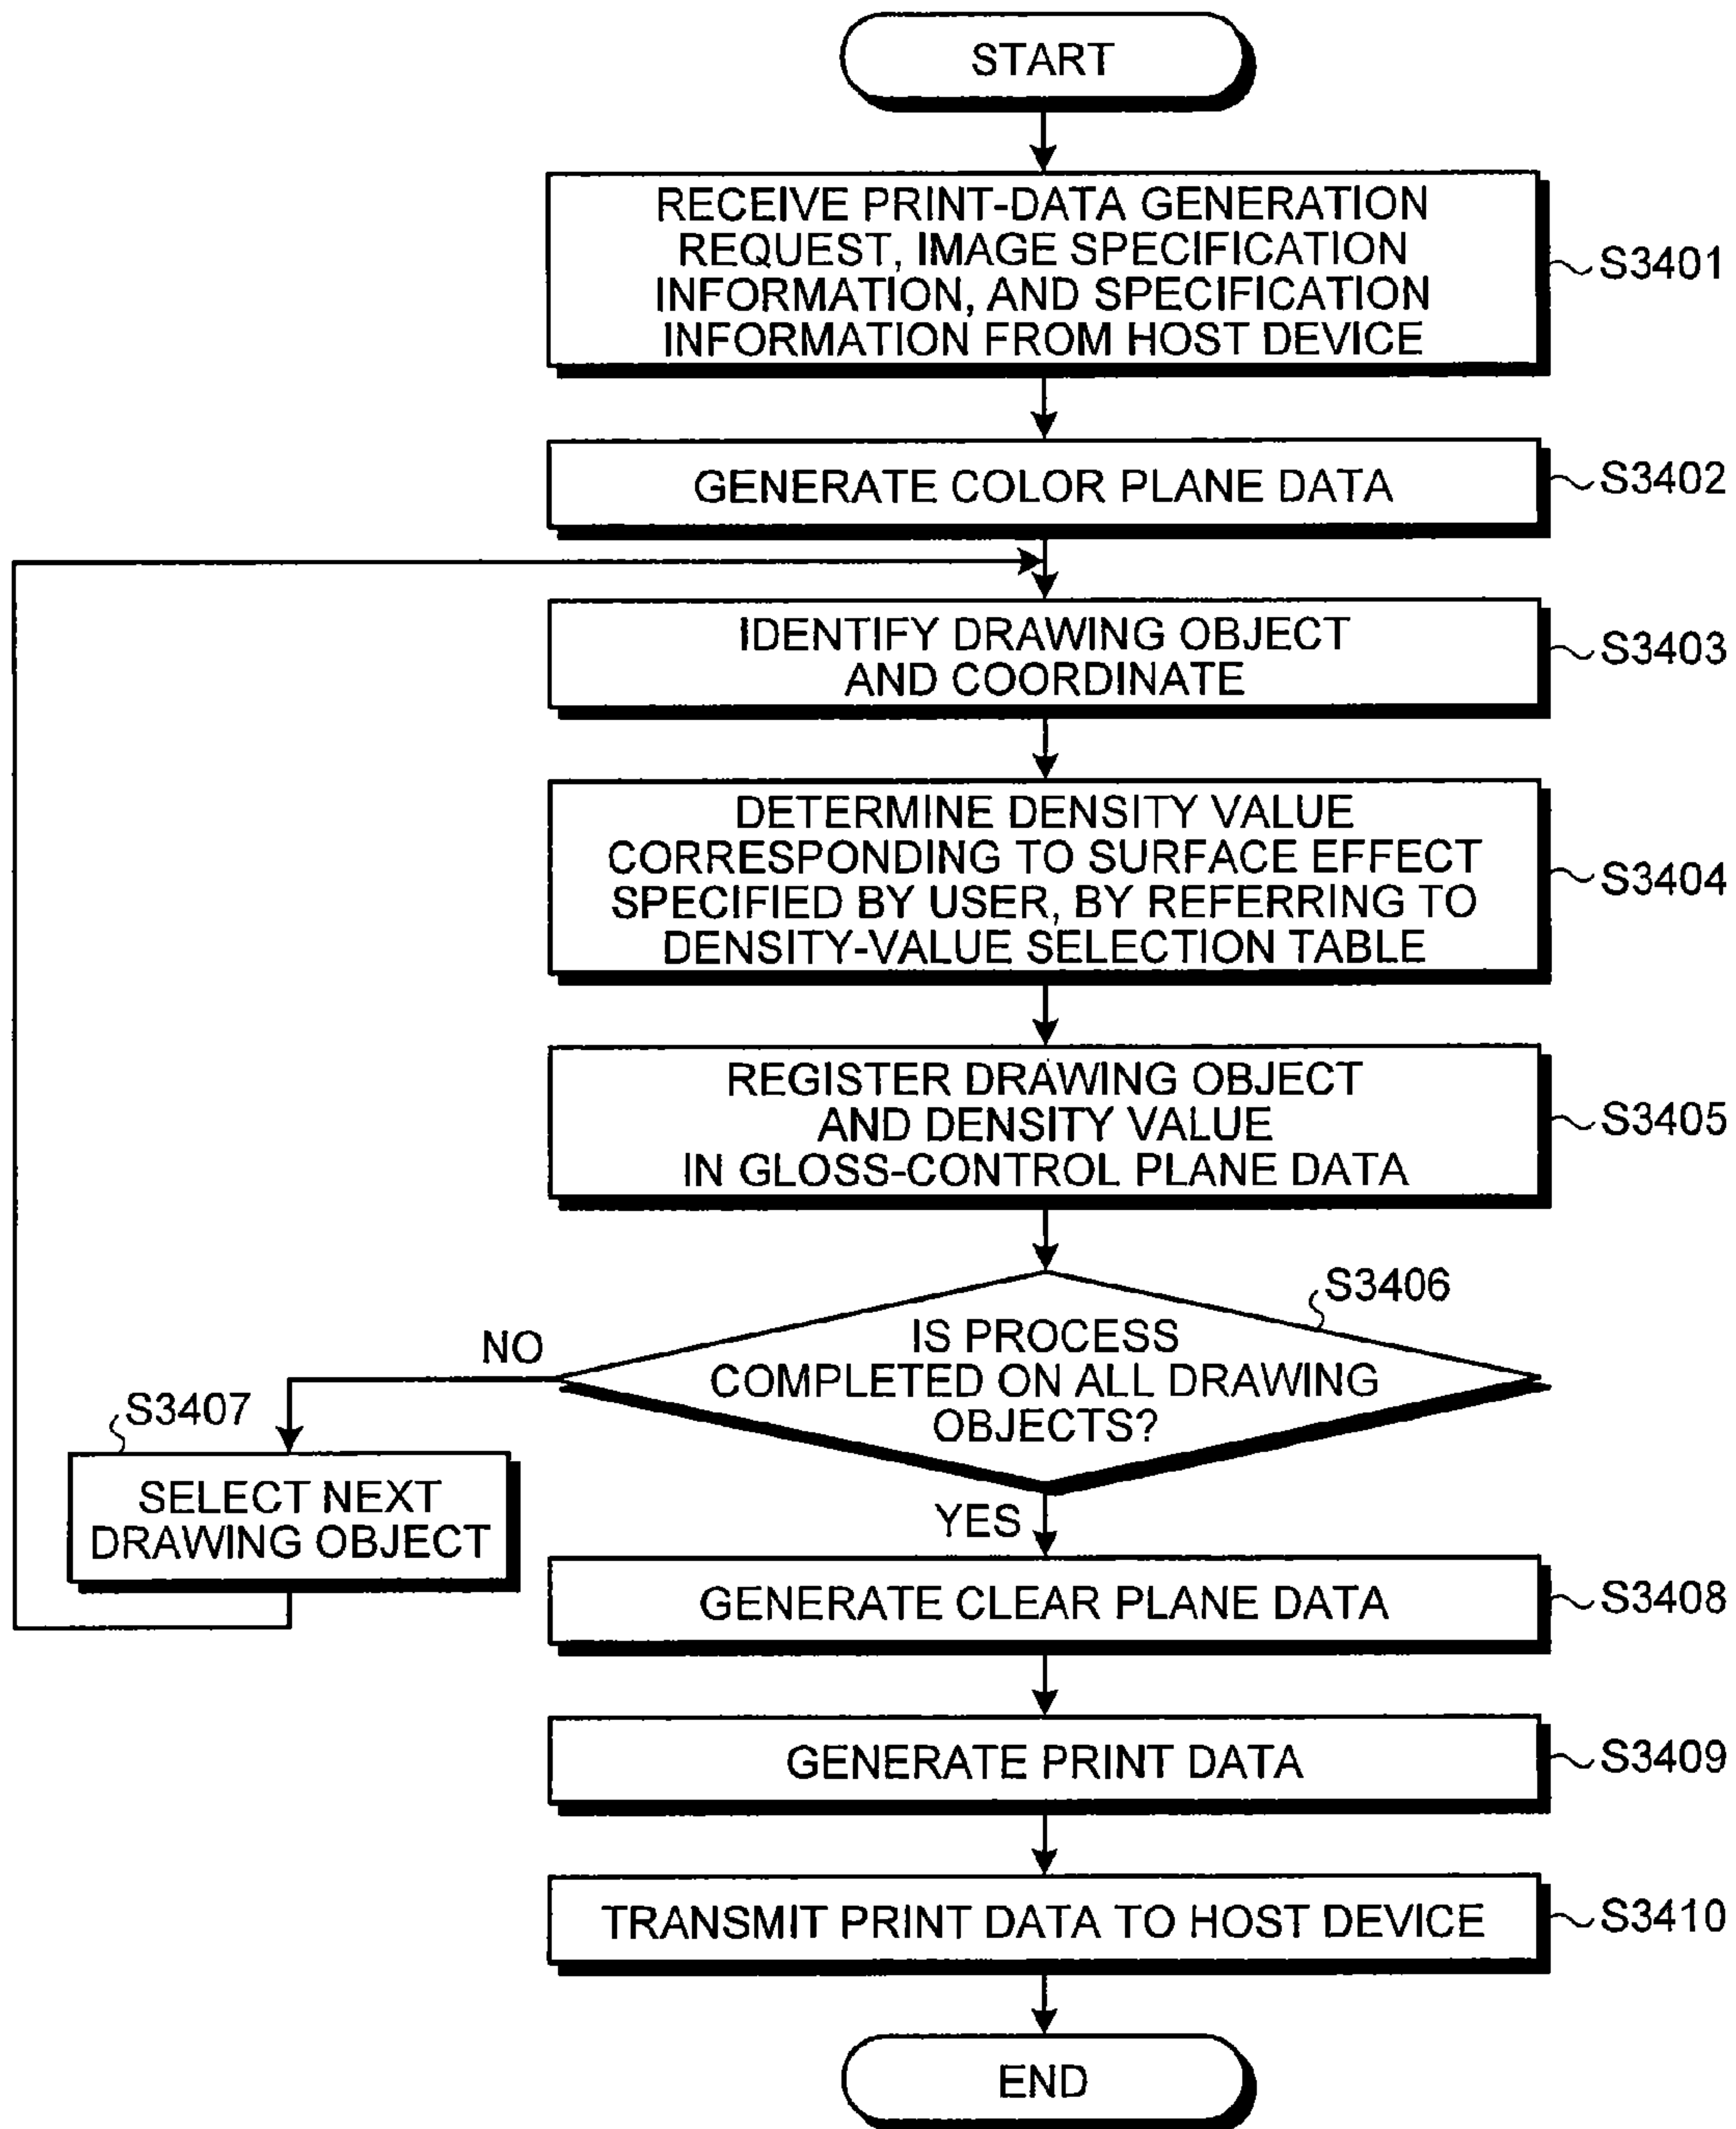 START
RECEIVE PRINT-DATA GENERATION
REQUEST, IMAGE SPECIFICATION
INFORMATION, AND SPECIFICATION
INFORMATION FROM HOST DEVICE
S3401
GENERATE COLOR PLANE DATA
S3402
IDENTIFY DRAWING OBJECT
AND COORDINATE
S3403
DETERMINE DENSITY VALUE
CORRESPONDING TO SURFACE EFFECT
SPECIFIED BY USER, BY REFERRING TO
DENSITY-VALUE SELECTION TABLE
S3404
REGISTER DRAWING OBJECT
AND DENSITY VALUE
IN GLOSS-CONTROL PLANE DATA
S3405
S3406
IS PROCESS
COMPLETED ON ALL DRAWING
OBJECTS?
NO
S3407
SELECT NEXT
DRAWING OBJECT
YES
GENERATE CLEAR PLANE DATA
S3408
GENERATE PRINT DATA
S3409
TRANSMIT PRINT DATA TO HOST DEVICE
S3410
END